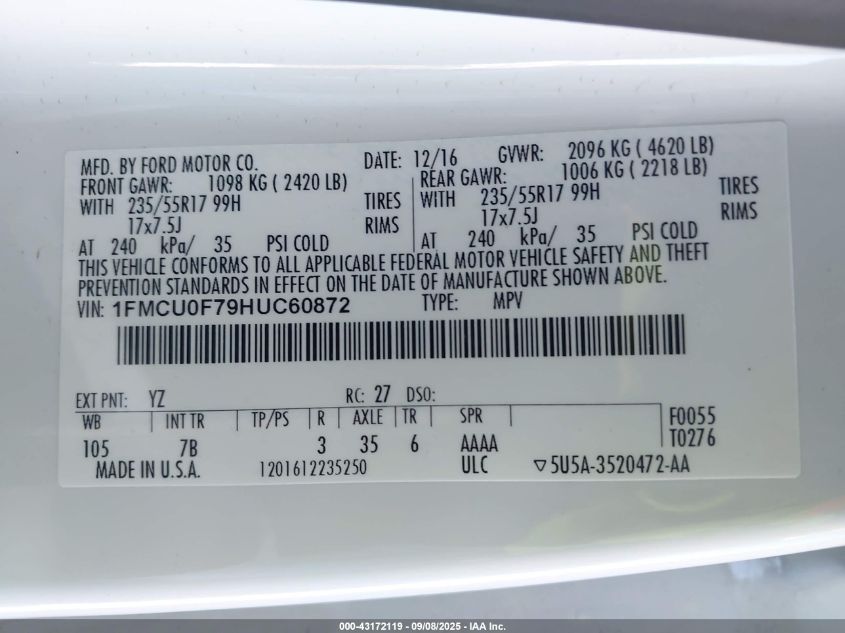 MFD. BY FORD MOTOR CO. DATE: 12/16 GVWR: 2096 KG ( 4620 LB)
FRONT GAWR: 1098 KG ( 2420 LB) REAR GAWR: 1006 KG ( 2218 LB)
WITH 235/55R17 99H TIRES WITH 235/55R17 99H TIRES
17x7.5J RIMS 17x7.5J RIMS
AT 240 kPa/ 35 PSI COLD AT 240 kPa/ 35 PSI COLD
THIS VEHICLE CONFORMS TO ALL APPLICABLE FEDERAL MOTOR VEHICLE SAFETY AND THEFT
PREVENTION STANDARDS IN EFFECT ON THE DATE OF MANUFACTURE SHOWN ABOVE.
VIN: 1FMCU0F79HUC60872 TYPE: MPV
EXT PNT: YZ RC: 27 DSO:
WB INT TR TP/PS R AXLE TR SPR F0055
105 7B 3 35 6 AAAA T0276
MADE IN U.S.A. 1201612235250 ULC ▽5U5A-3520472-AA
000-43172119 - 09/08/2025 - IAA Inc.